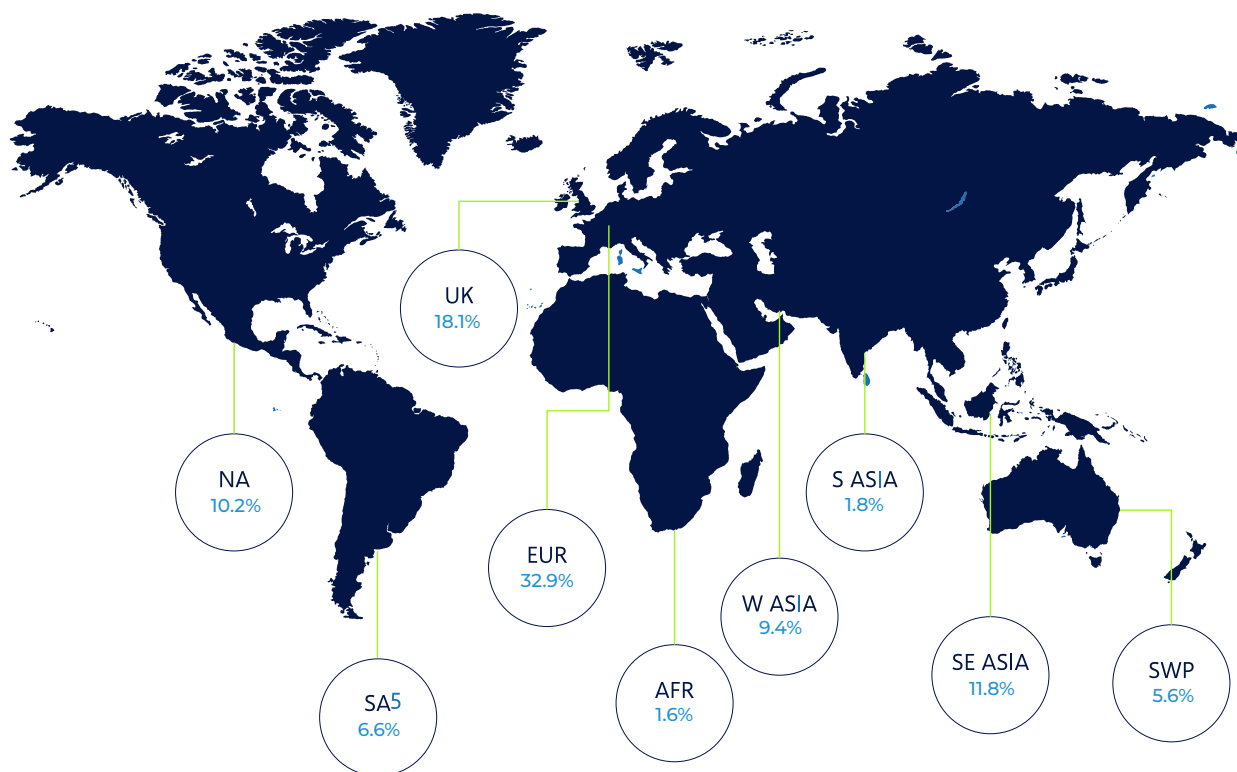 UK
18.1%
NA
10.2%
S ASIA
1.8%
EUR
32.9%
W ASIA
9.4%
SE ASIA
11.8%
SWP
5.6%
AFR
1.6%
SA5
6.6%